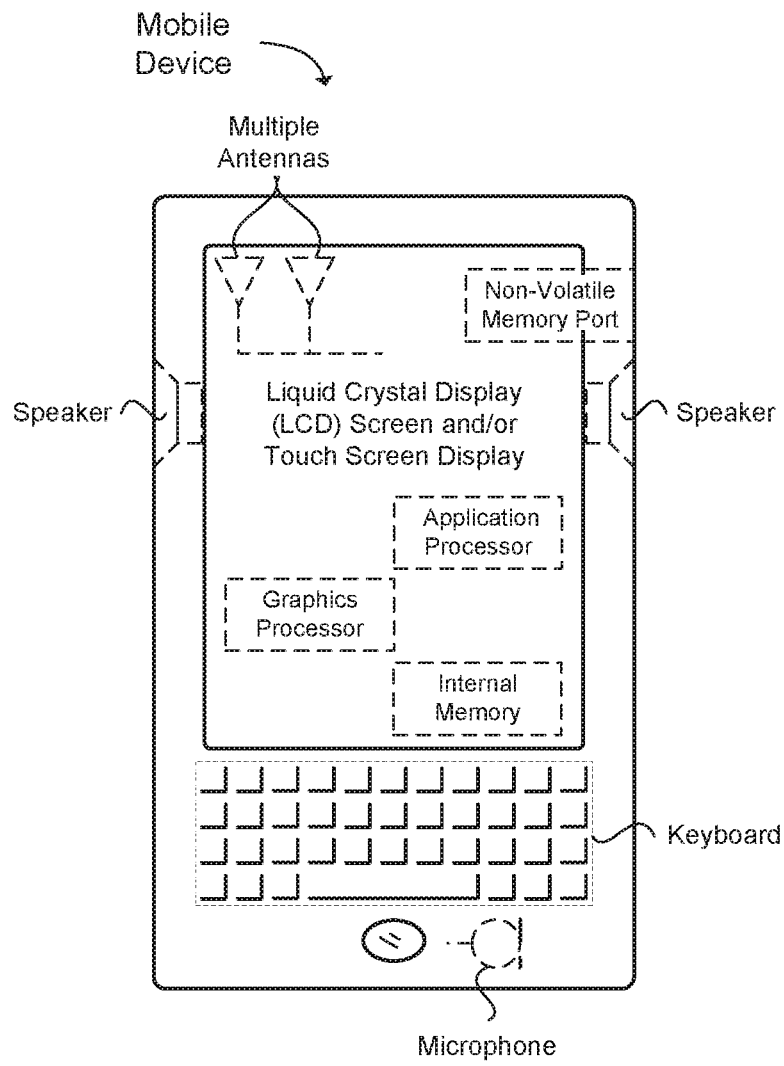 Mobile
Device
Multiple
Antennas
Non-Volatile
Memory Port
Speaker
Liquid Crystal Display
(LCD) Screen and/or
Touch Screen Display
Speaker
Application
Processor
Graphics
Processor
Internal
Memory
Keyboard
Microphone